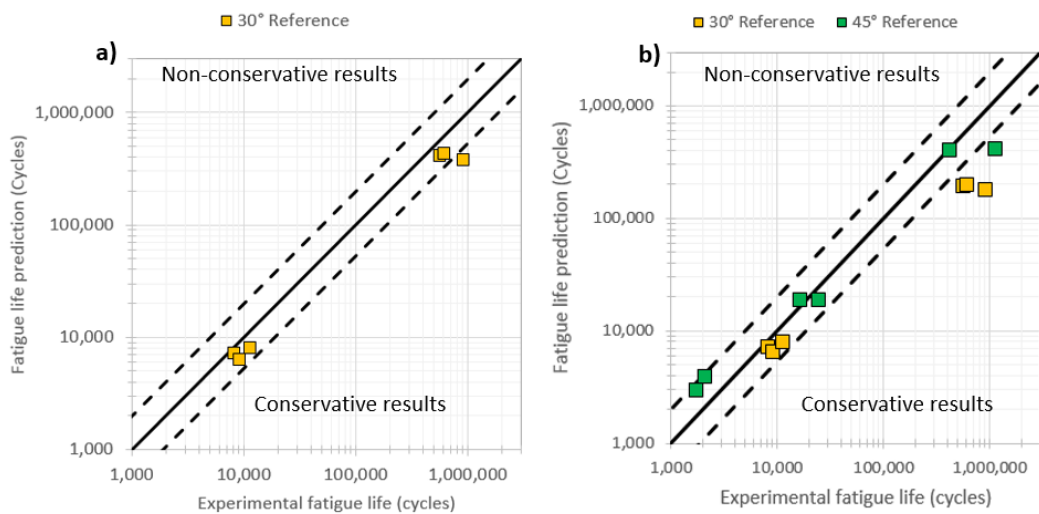 30° Reference
a)
Non-conservative results
1,000,000
100,000
10,000
1,000
Fatigue life prediction (Cycles)
Conservative results
1,000 10,000 100,000 1,000,000
Experimental fatigue life (cycles)
30° Reference 45° Reference
b)
Non-conservative results
1,000,000
100,000
10,000
1,000
Fatigue life prediction (Cycles)
Conservative results
1,000 10,000 100,000 1,000,000
Experimental fatigue life (cycles)